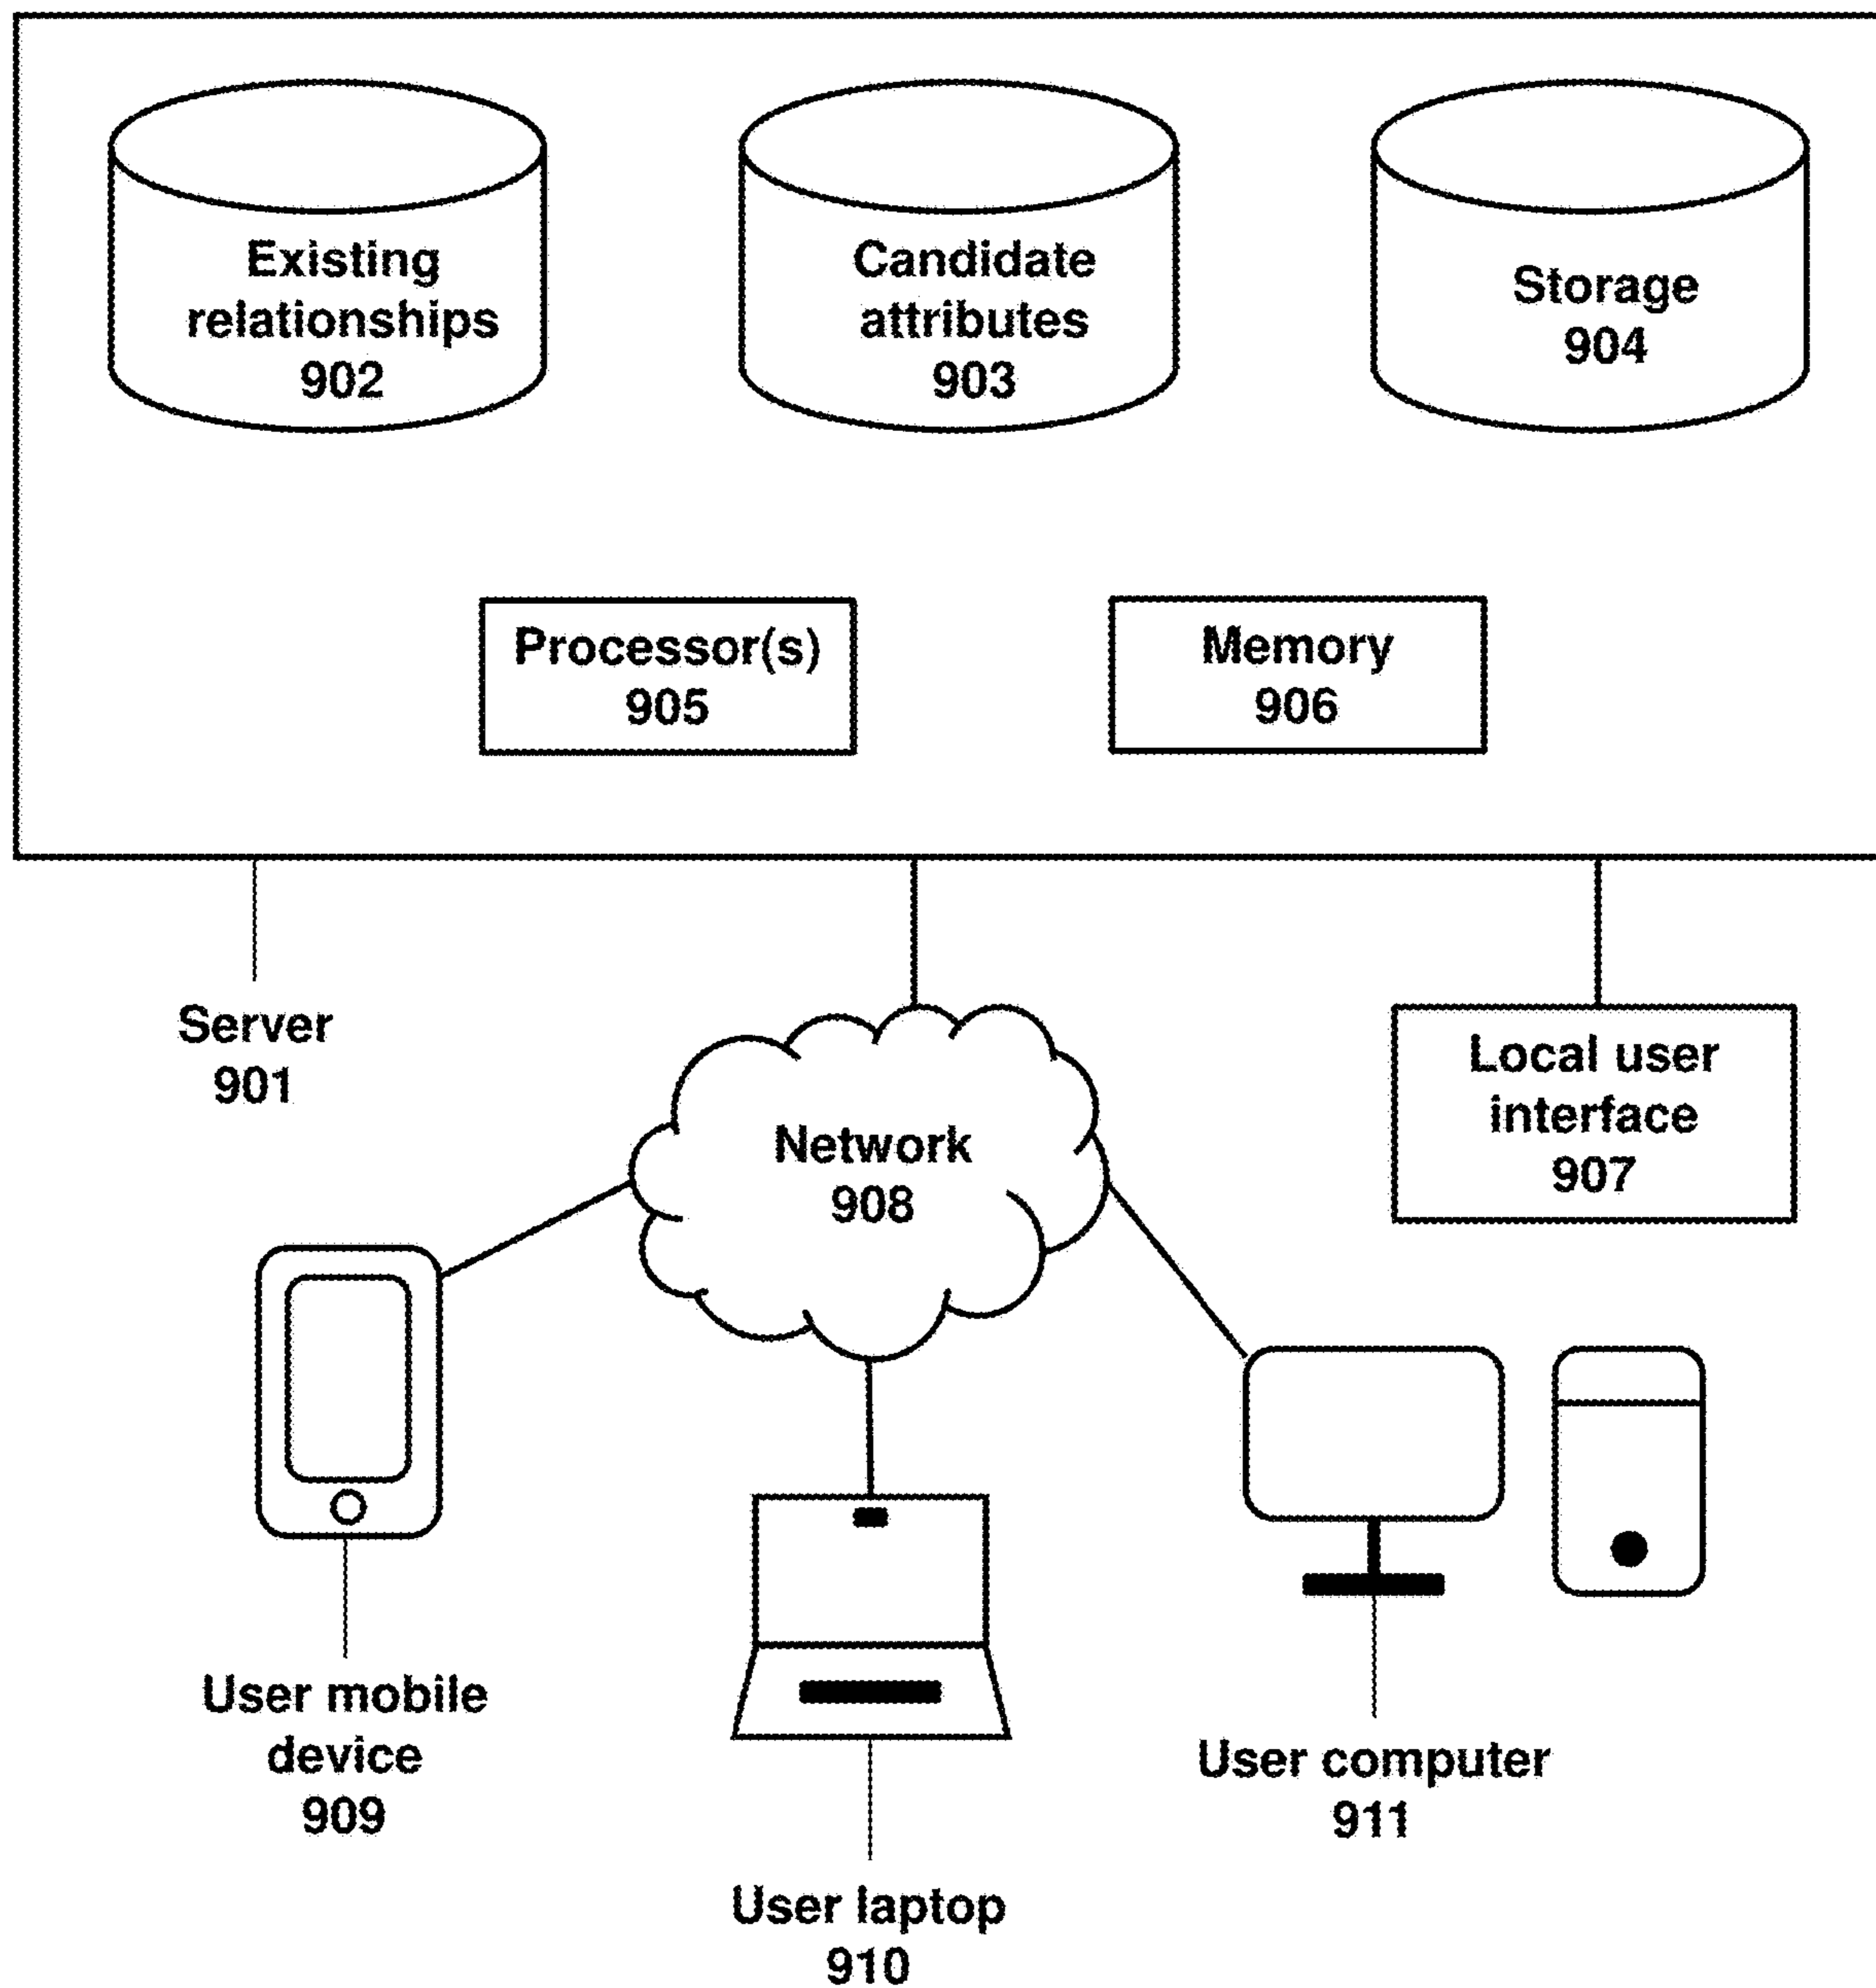 Existing
relationships
902
Candidate
attributes
903
Storage
904
Processor(s)
905
Memory
906
Server
901
Network
908
Local user
interface
907
User mobile
device
909
User laptop
910
User computer
911